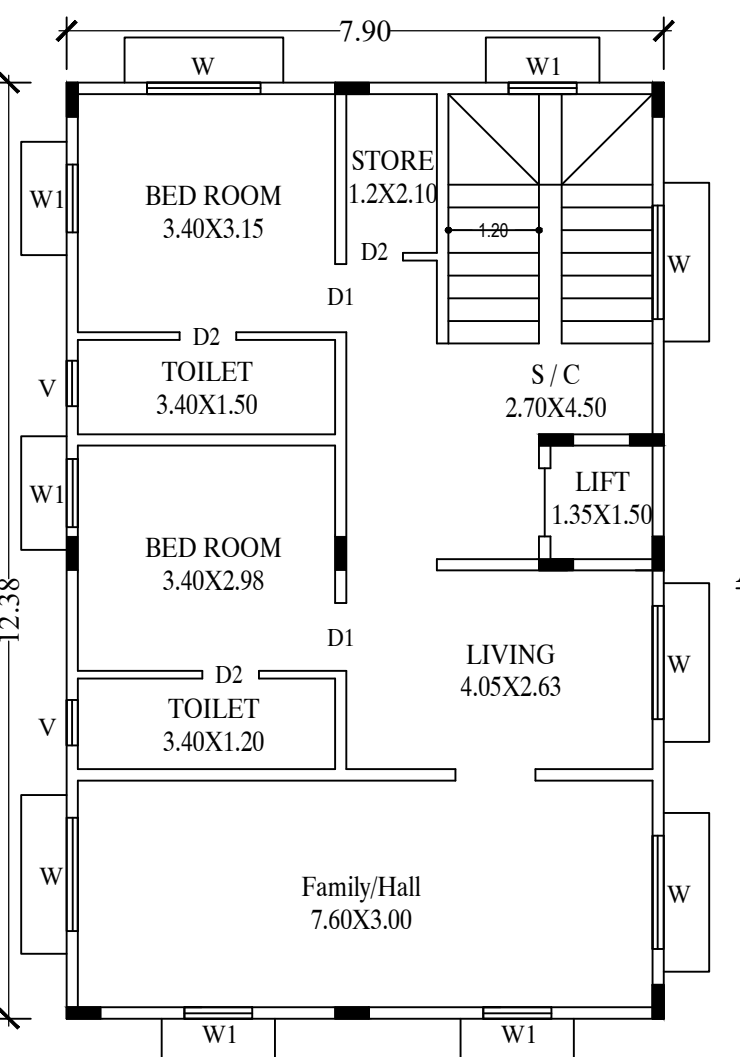 7.90
W
W1
STORE
1.2X2.10
W1
BED ROOM
3.40X3.15
1.20
D2
W
D1
D2
TOILET
3.40X1.50
V
S / C
2.70X4.50
W1
LIFT
1.35X1.50
BED ROOM
3.40X2.98
12.38
D1
LIVING
4.05X2.63
W
D2
TOILET
3.40X1.20
V
W
Family/Hall
7.60X3.00
W
W1
W1